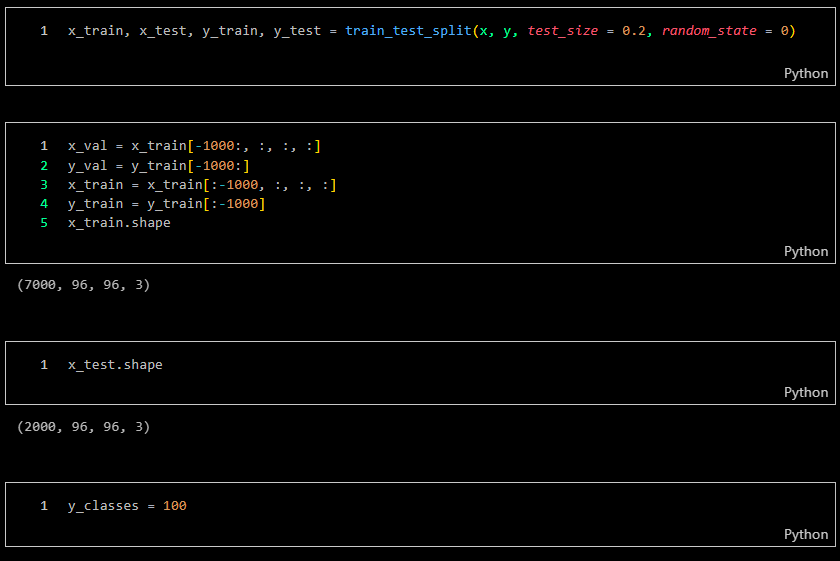 1 x_train, x_test, y_train, y_test = train_test_split(x, y, test_size = 0.2, random_state = 0)
Python
1 x_val = x_train[-1000:, :, :, :]
2 y_val = y_train[-1000:]
3 x_train = x_train[:-1000, :, :, :]
4 y_train = y_train[:-1000]
5 x_train.shape
Python
(7000, 96, 96, 3)
1 x_test.shape
Python
(2000, 96, 96, 3)
1 y_classes = 100
Python